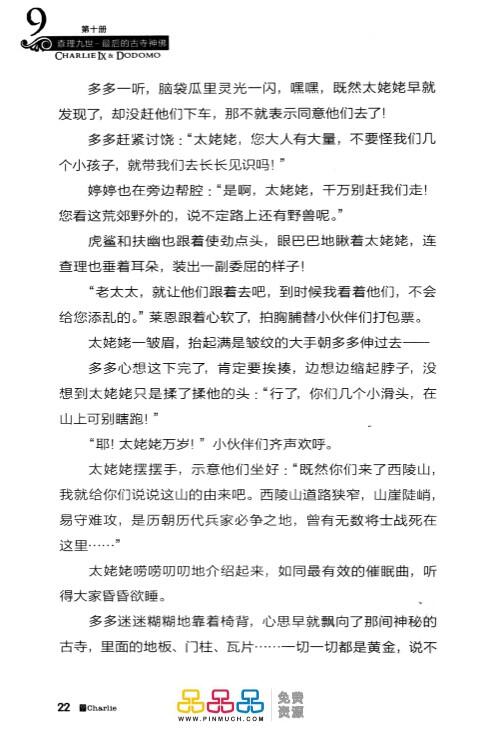 9
第十册
查理九世-最后的古寺神佛
CHARLIE IX & DODOMO
多多一听，脑袋瓜里灵光一闪，嘿嘿，既然太姥姥早就
发现了，却没赶他们下车，那不就表示同意他们去了！
多多赶紧讨饶：“太姥姥，您大人有大量，不要怪我们几
个小孩子，就带我们去长长见识吗！”
婷婷也在旁边帮腔：“是啊，太姥姥，千万别赶我们走！
您看这荒郊野外的，说不定路上还有野兽呢。”
虎鲨和扶幽也跟着使劲点头，眼巴巴地瞅着太姥姥，连
查理也垂着耳朵，装出一副委屈的样子！
“老太太，就让他们跟着去吧，到时候我看着他们，不会
给您添乱的。”莱恩跟着心软了，拍胸脯替小伙伴们打包票。
太姥姥一皱眉，抬起满是皱纹的大手朝多多伸过去——
多多心想这下完了，肯定要挨揍，边想边缩起脖子，没
想到太姥姥只是揉了揉他的头：“行了，你们几个小滑头，在
山上可别瞎跑！”
“耶！太姥姥万岁！”小伙伴们齐声欢呼。
太姥姥摆摆手，示意他们坐好：“既然你们来了西陵山，
我就给你们说说这山的由来吧。西陵山道路狭窄，山崖陡峭，
易守难攻，是历朝历代兵家必争之地，曾有无数将士战死在
这里……”
太姥姥唠唠叨叨地介绍起来，如同最有效的催眠曲，听
得大家昏昏欲睡。
多多迷迷糊糊地靠着椅背，心思早就飘向了那间神秘的
古寺，里面的地板、门柱、瓦片……一切一切都是黄金，说不
22 Charlie
品品品 免费
WWW.PINMUCH.COM 资源